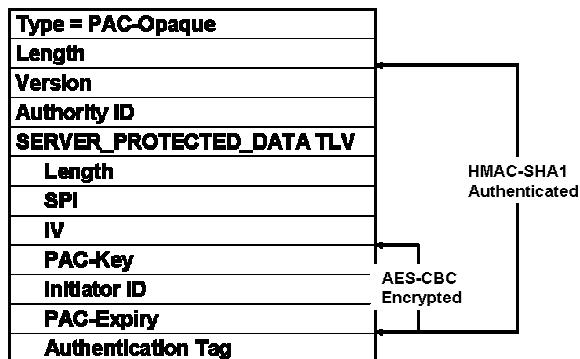 Type = PAC-Opaque
Length
Version
Authority ID
SERVER_PROTECTED_DATA TLV
Length
SPI
IV
PAC-Key
Initiator ID
PAC-Expiry
Authentication Tag
HMAC-SHA1
Authenticated
AES-CBC
Encrypted